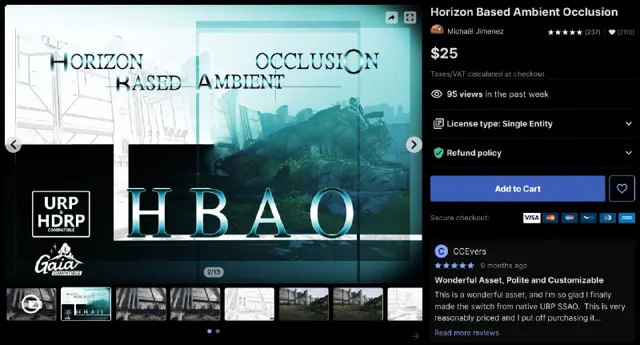 Horizon Based Ambient Occlusion
Michaël Jimenez
(237) | (2110)
$25
Taxes/VAT calculated at checkout
95 views in the past week
License type: Single Entity
Refund policy
Add to Cart
Secure checkout:
VISA
HORIZON OCCLUSION
BASED AMBIENT
URP
HDRP
COMPATIBLE
HBAO
Gaia
COMPATIBLE
2/13
C CCEvers
9 months ago
Wonderful Asset, Polite and Customizable
This is a wonderful asset, and I'm so glad I finally
made the switch from native URP SSAO. This is very
reasonably priced and I put off purchasing it...
Read more reviews